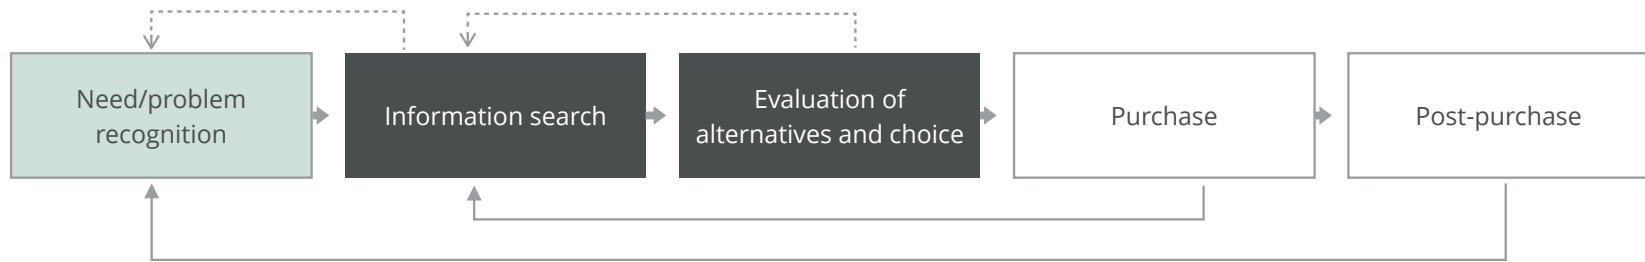 Need/problem
recognition
Information search
Evaluation of
alternatives and choice
Purchase
Post-purchase